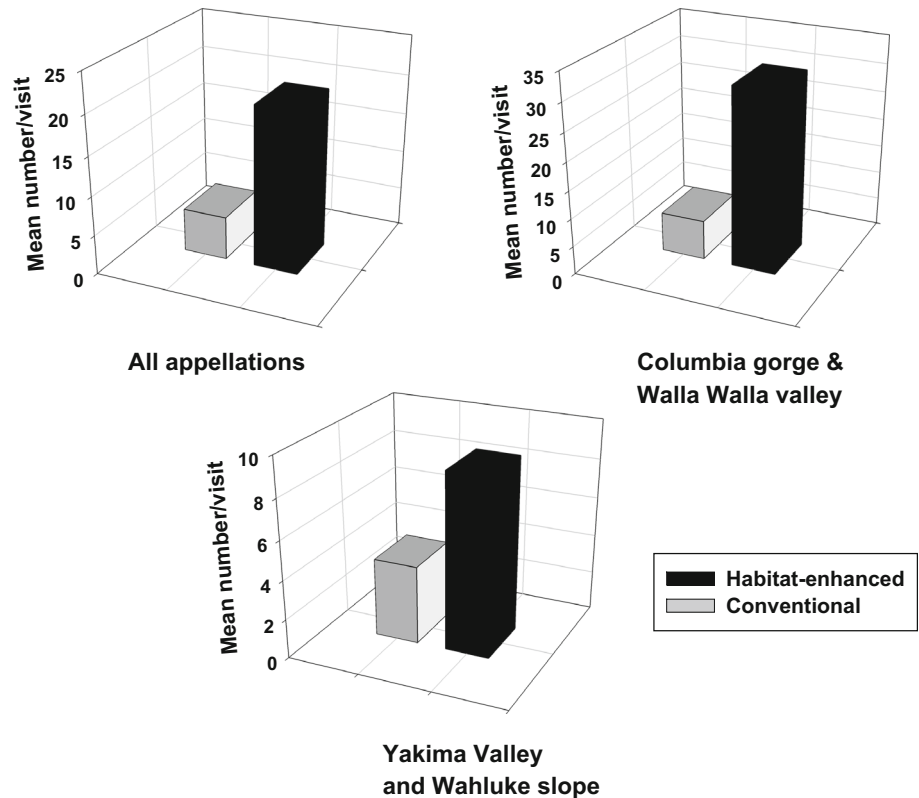 Mean number/visit
25
20
15
10
5
0
All appellations
Mean number/visit
35
30
25
20
15
10
5
0
Columbia gorge &
Walla Walla valley
Mean number/visit
10
8
6
4
2
0
Yakima Valley
and Wahluke slope
Habitat-enhanced
Conventional